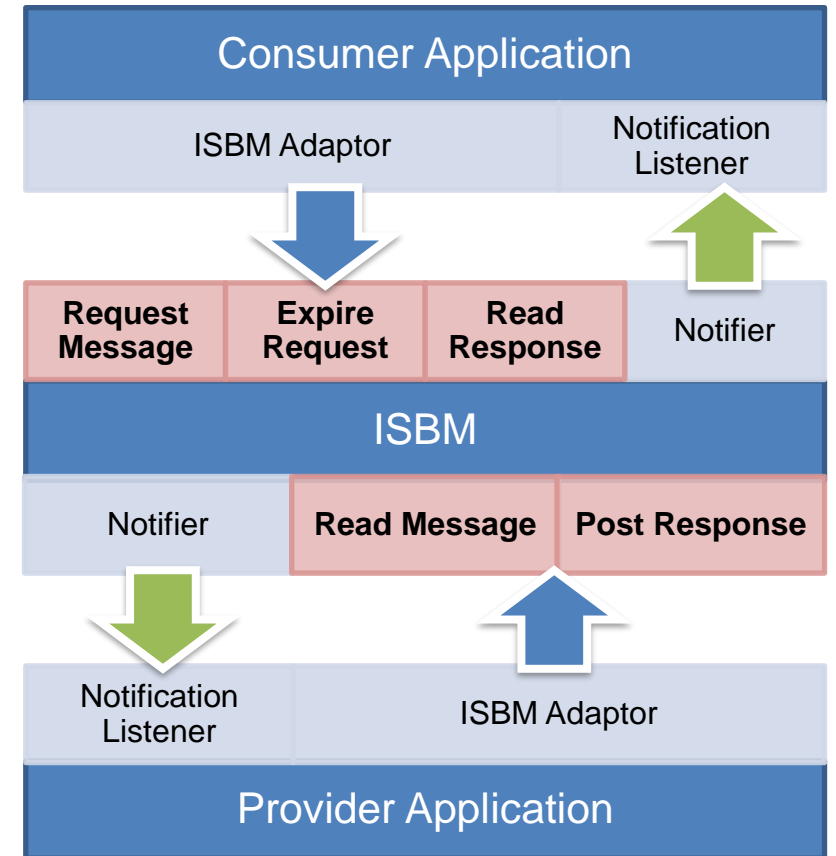 Consumer Application
ISBM Adaptor
Notification
Listener
Request
Message
Expire
Request
Read
Response
Notifier
ISBM
Notifier
Read Message
Post Response
Notification
Listener
ISBM Adaptor
Provider Application